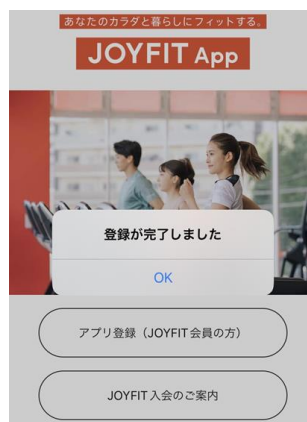 あなたのカラダと暮らしにフィットする。
JOYFIT App
登録が完了しました
OK
アプリ登録（JOYFIT会員の方）
JOYFIT入会のご案内